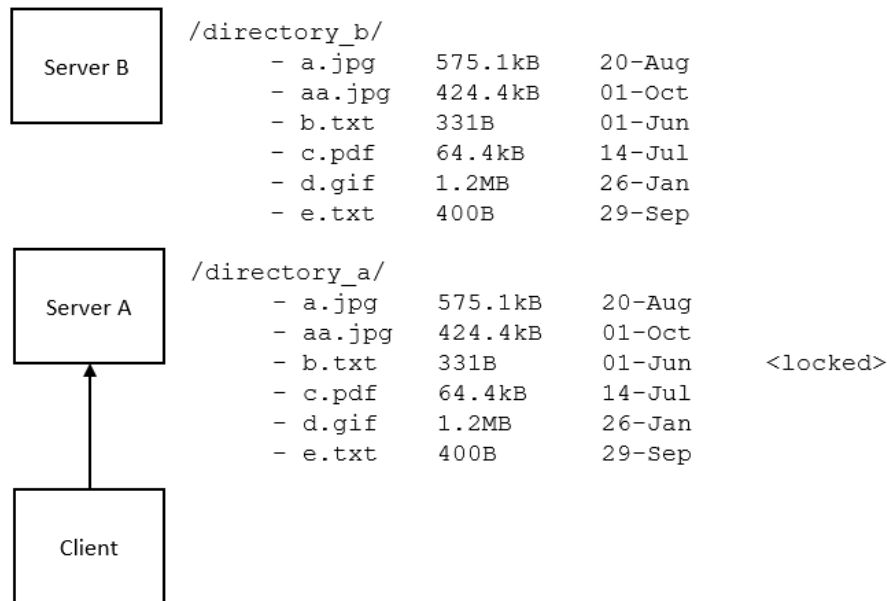 Server B
/directory_b/
- a.jpg 575.1kB 20-Aug
- aa.jpg 424.4kB 01-Oct
- b.txt 331B 01-Jun
- c.pdf 64.4kB 14-Jul
- d.gif 1.2MB 26-Jan
- e.txt 400B 29-Sep
Server A
/directory_a/
- a.jpg 575.1kB 20-Aug
- aa.jpg 424.4kB 01-Oct
- b.txt 331B 01-Jun <locked>
- c.pdf 64.4kB 14-Jul
- d.gif 1.2MB 26-Jan
- e.txt 400B 29-Sep
Client